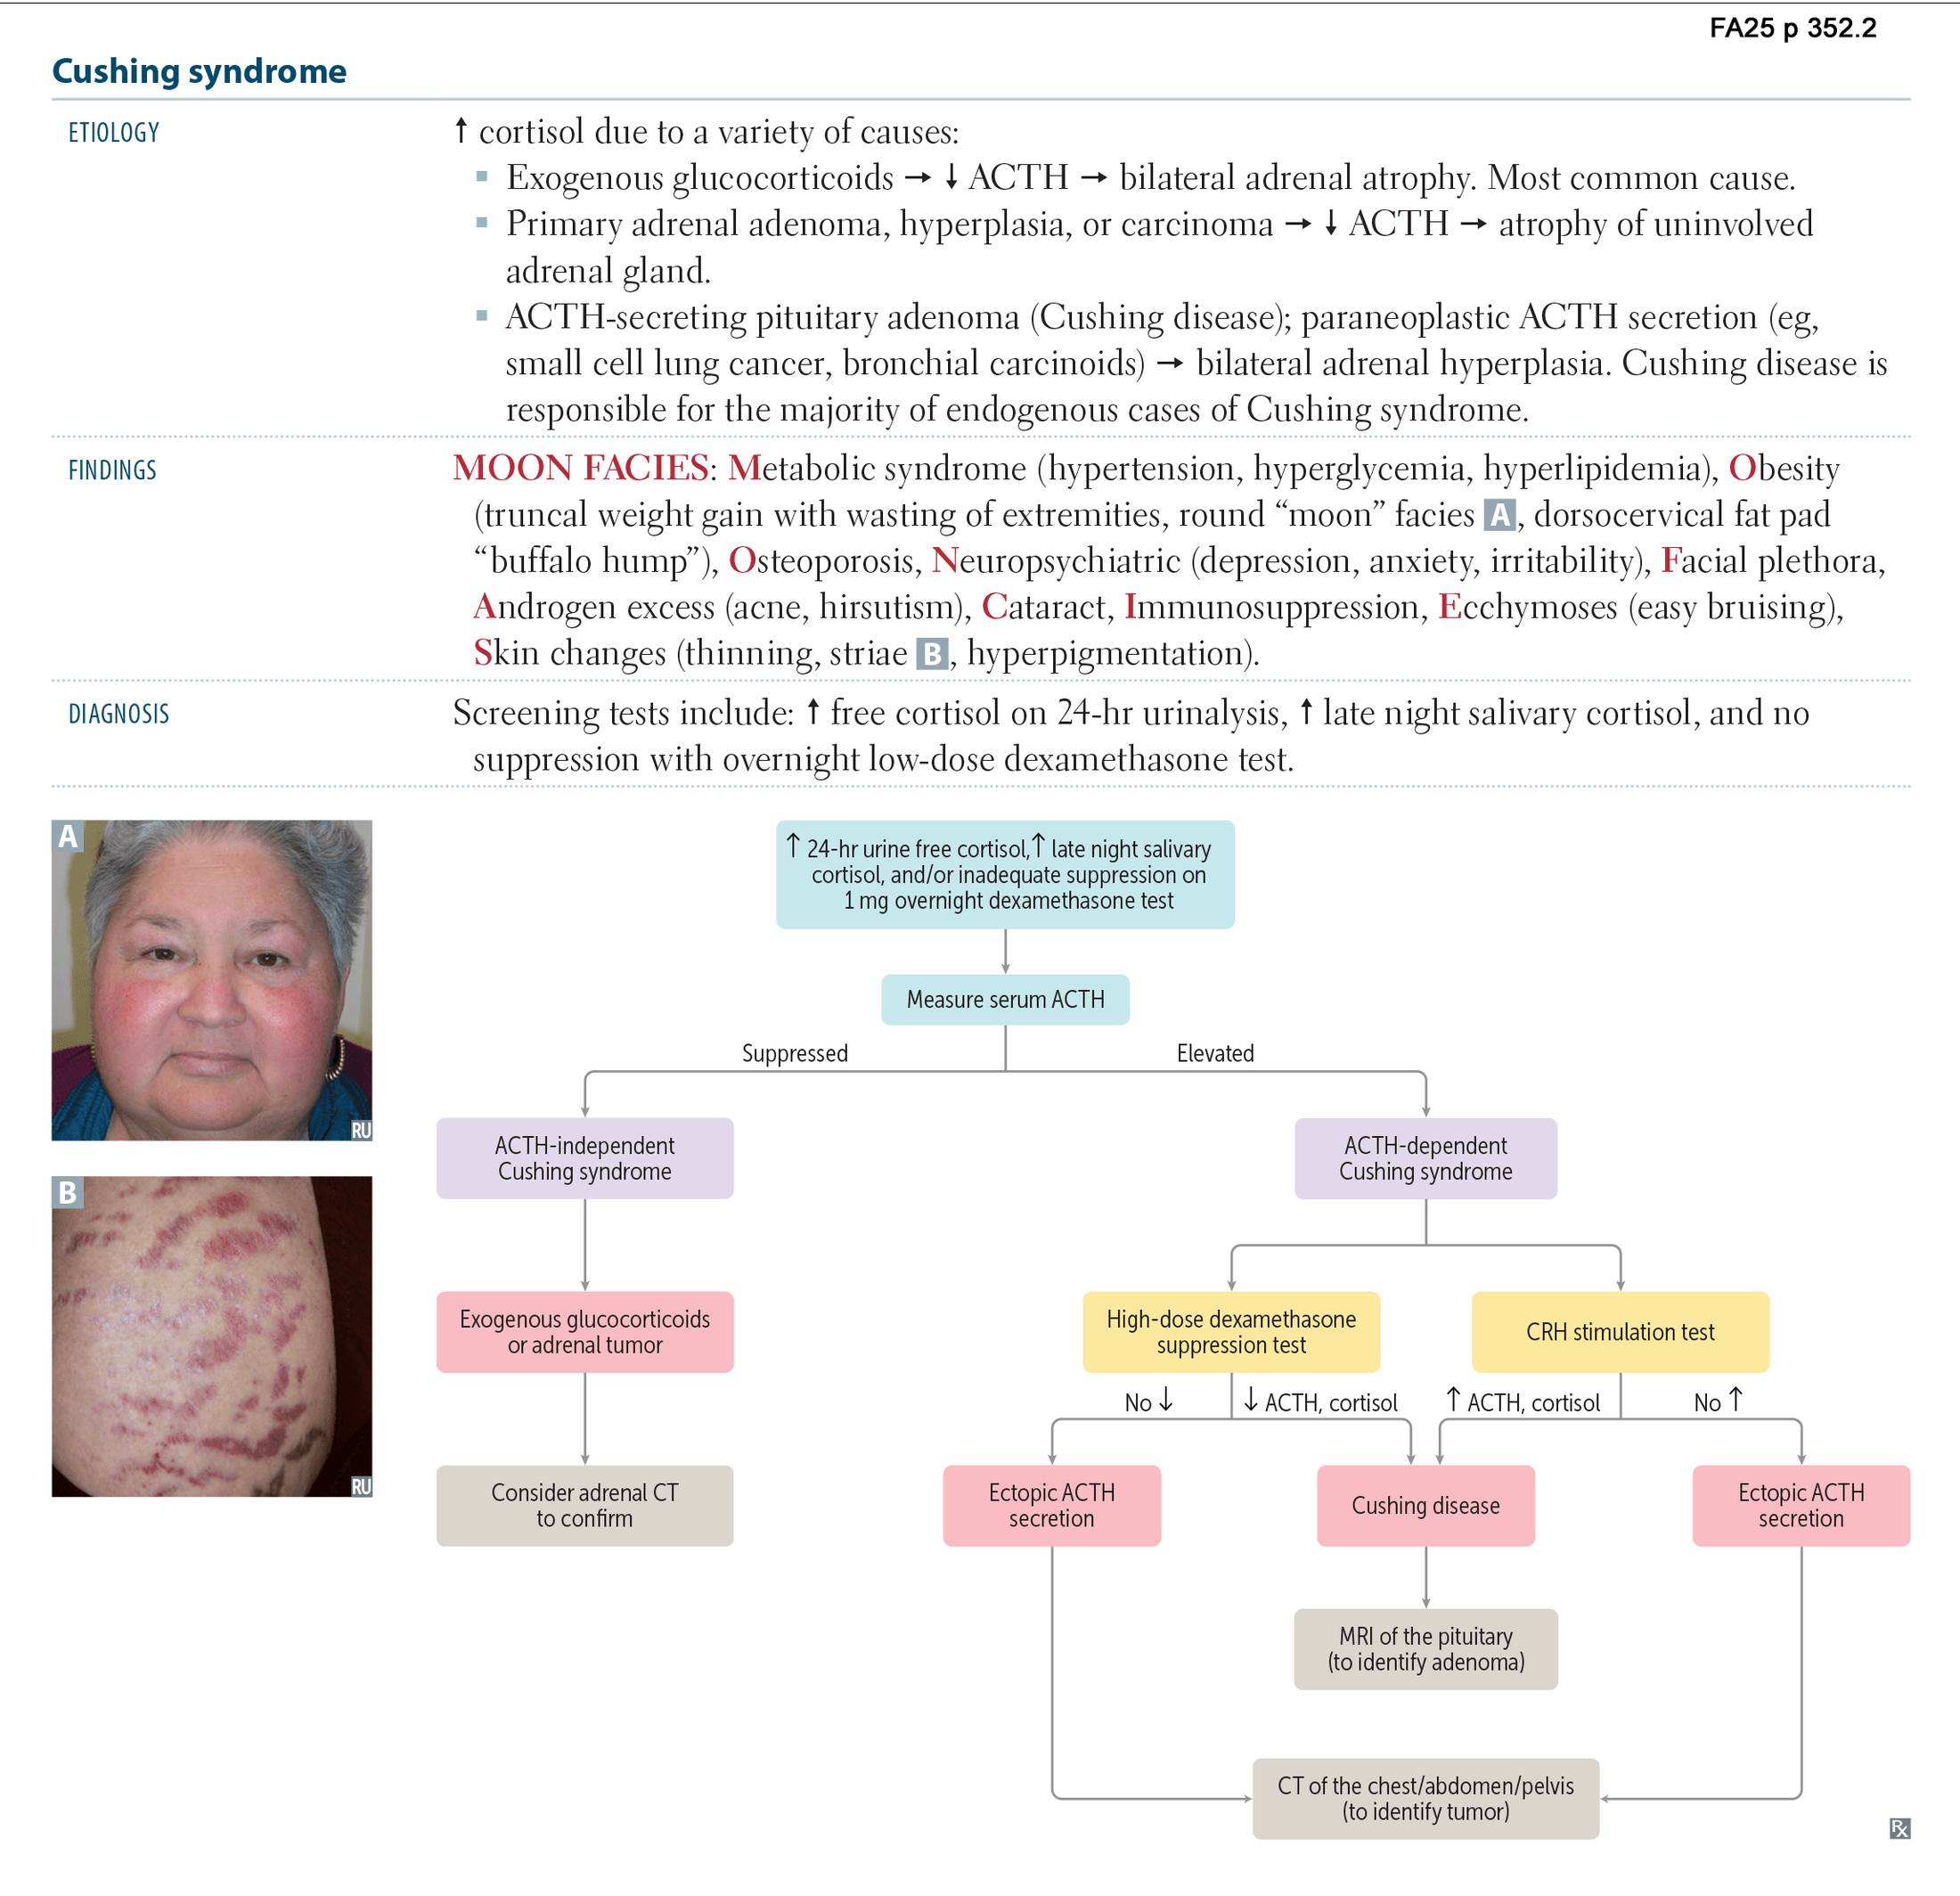 FA25 p 352.2
Cushing syndrome
ETIOLOGY
↑ cortisol due to a variety of causes:
▪ Exogenous glucocorticoids → ↓ ACTH → bilateral adrenal atrophy. Most common cause.
▪ Primary adrenal adenoma, hyperplasia, or carcinoma → ↓ ACTH → atrophy of uninvolved
adrenal gland.
▪ ACTH-secreting pituitary adenoma (Cushing disease); paraneoplastic ACTH secretion (eg,
small cell lung cancer, bronchial carcinoids) → bilateral adrenal hyperplasia. Cushing disease is
responsible for the majority of endogenous cases of Cushing syndrome.
FINDINGS
MOON FACIES: Metabolic syndrome (hypertension, hyperglycemia, hyperlipidemia), Obesity
(truncal weight gain with wasting of extremities, round “moon” facies A, dorsocervical fat pad
“buffalo hump”), Osteoporosis, Neuropsychiatric (depression, anxiety, irritability), Facial plethora,
Androgen excess (acne, hirsutism), Cataract, Immunosuppression, Ecchymoses (easy bruising),
Skin changes (thinning, striae B, hyperpigmentation).
DIAGNOSIS
Screening tests include: ↑ free cortisol on 24-hr urinalysis, ↑ late night salivary cortisol, and no
suppression with overnight low-dose dexamethasone test.
A
RU
B
RU
↑ 24-hr urine free cortisol, ↑ late night salivary
cortisol, and/or inadequate suppression on
1 mg overnight dexamethasone test
Measure serum ACTH
Suppressed
Elevated
ACTH-independent
Cushing syndrome
ACTH-dependent
Cushing syndrome
Exogenous glucocorticoids
or adrenal tumor
High-dose dexamethasone
suppression test
CRH stimulation test
No ↓
↓ ACTH, cortisol
↑ ACTH, cortisol
No ↑
Consider adrenal CT
to confirm
Ectopic ACTH
secretion
Cushing disease
Ectopic ACTH
secretion
MRI of the pituitary
(to identify adenoma)
CT of the chest/abdomen/pelvis
(to identify tumor)
Rx